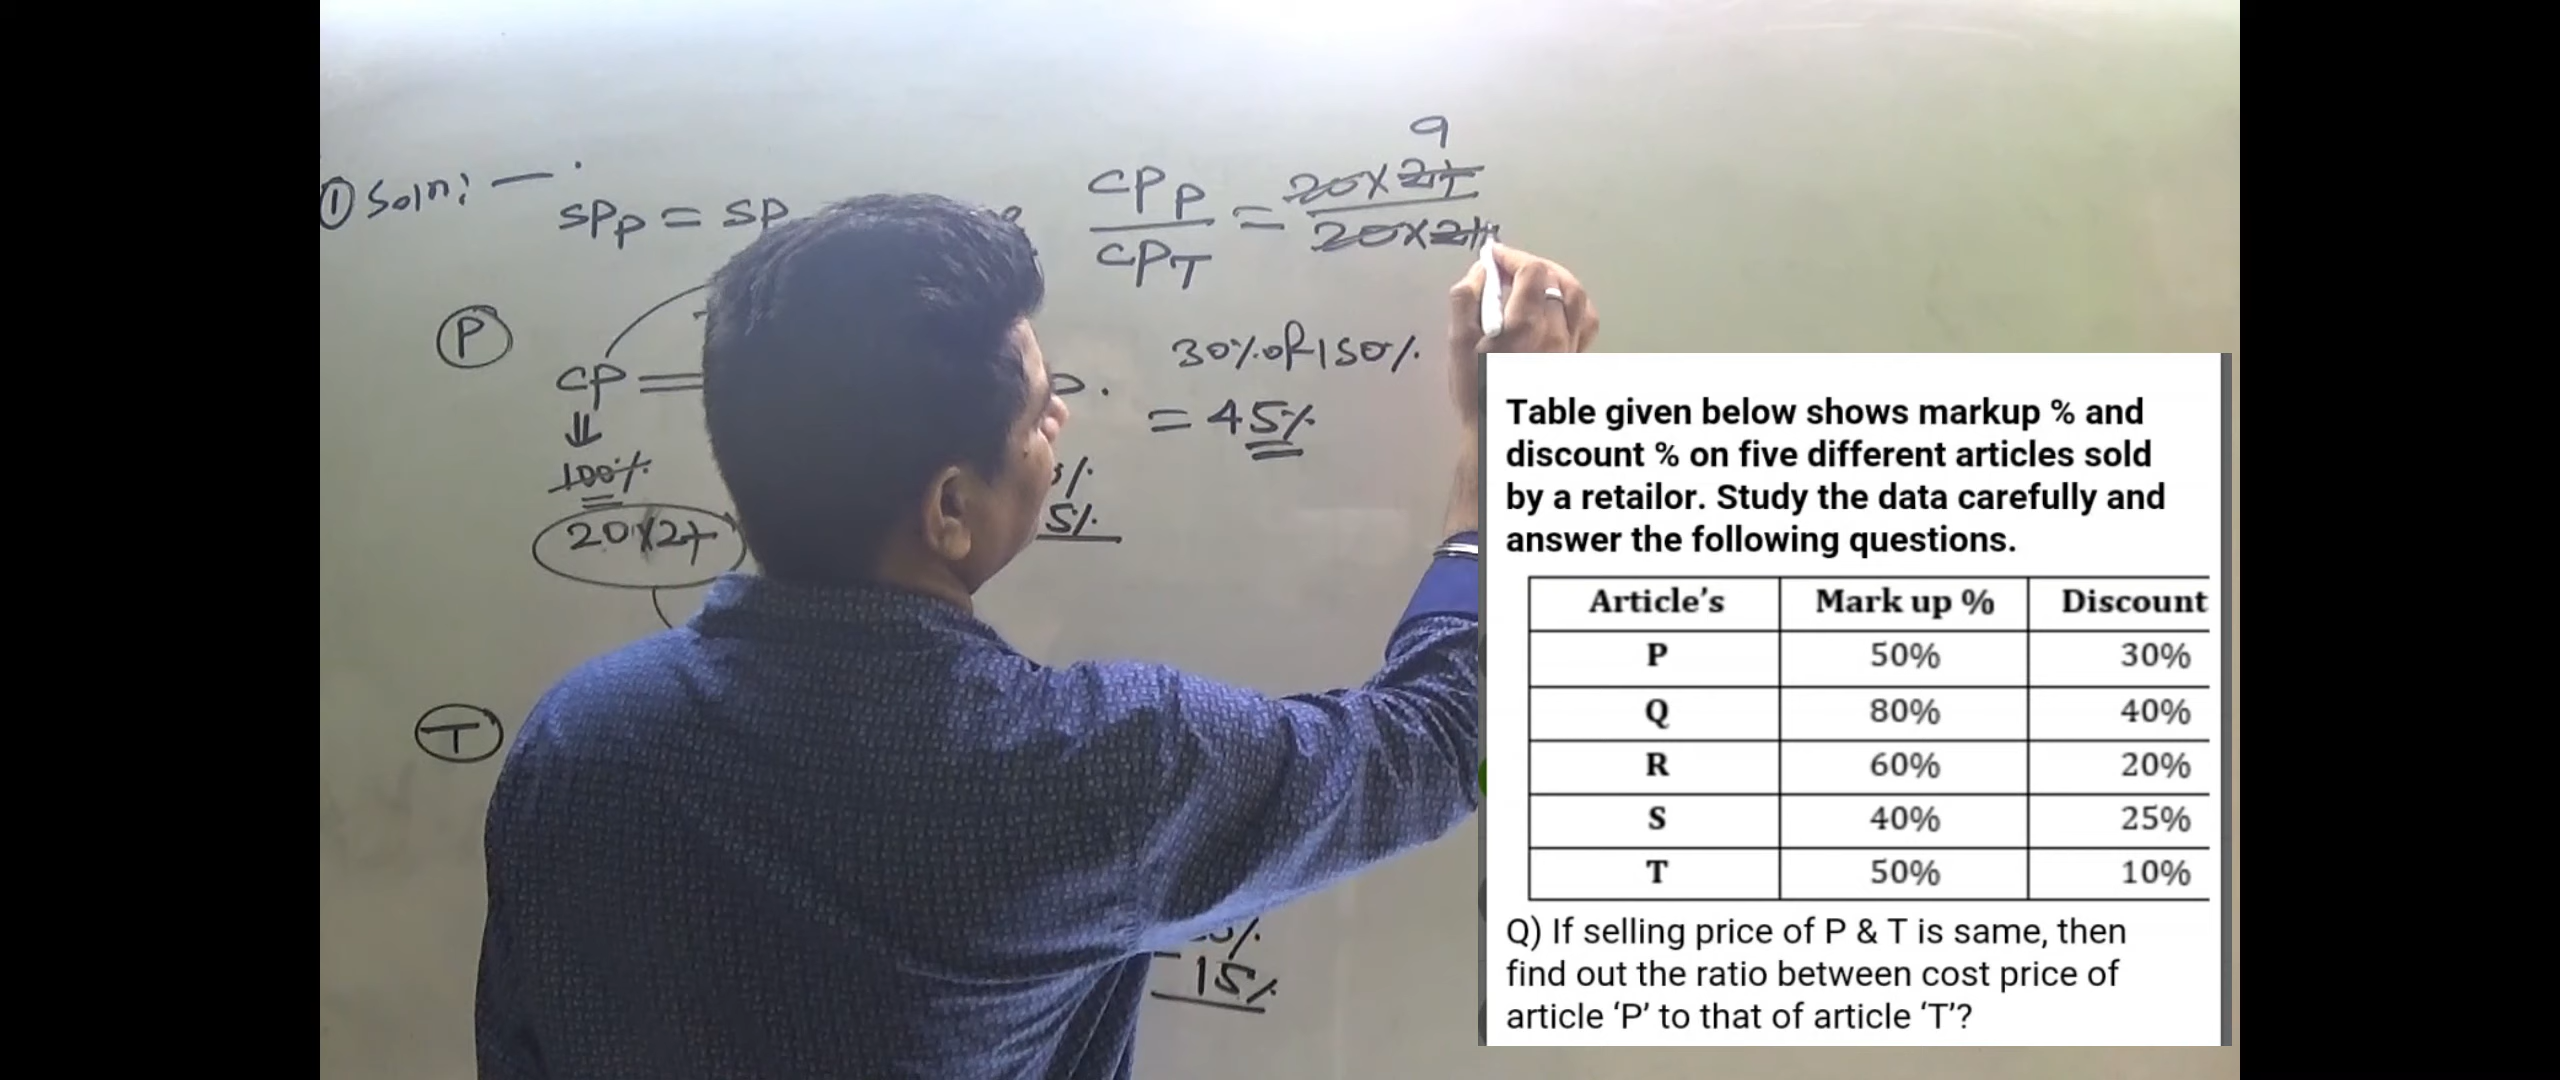 ① Soln: —
SPP = SP
CPP
CPT
=
9
20×27
20×21
P
CP =
⇓
100%
20×27
30% of 150%
= 45%
5%
T
15%
Table given below shows markup % and
discount % on five different articles sold
by a retailor. Study the data carefully and
answer the following questions.
Article's Mark up % Discount
P 50% 30%
Q 80% 40%
R 60% 20%
S 40% 25%
T 50% 10%
Q) If selling price of P & T is same, then
find out the ratio between cost price of
article ‘P’ to that of article ‘T’?